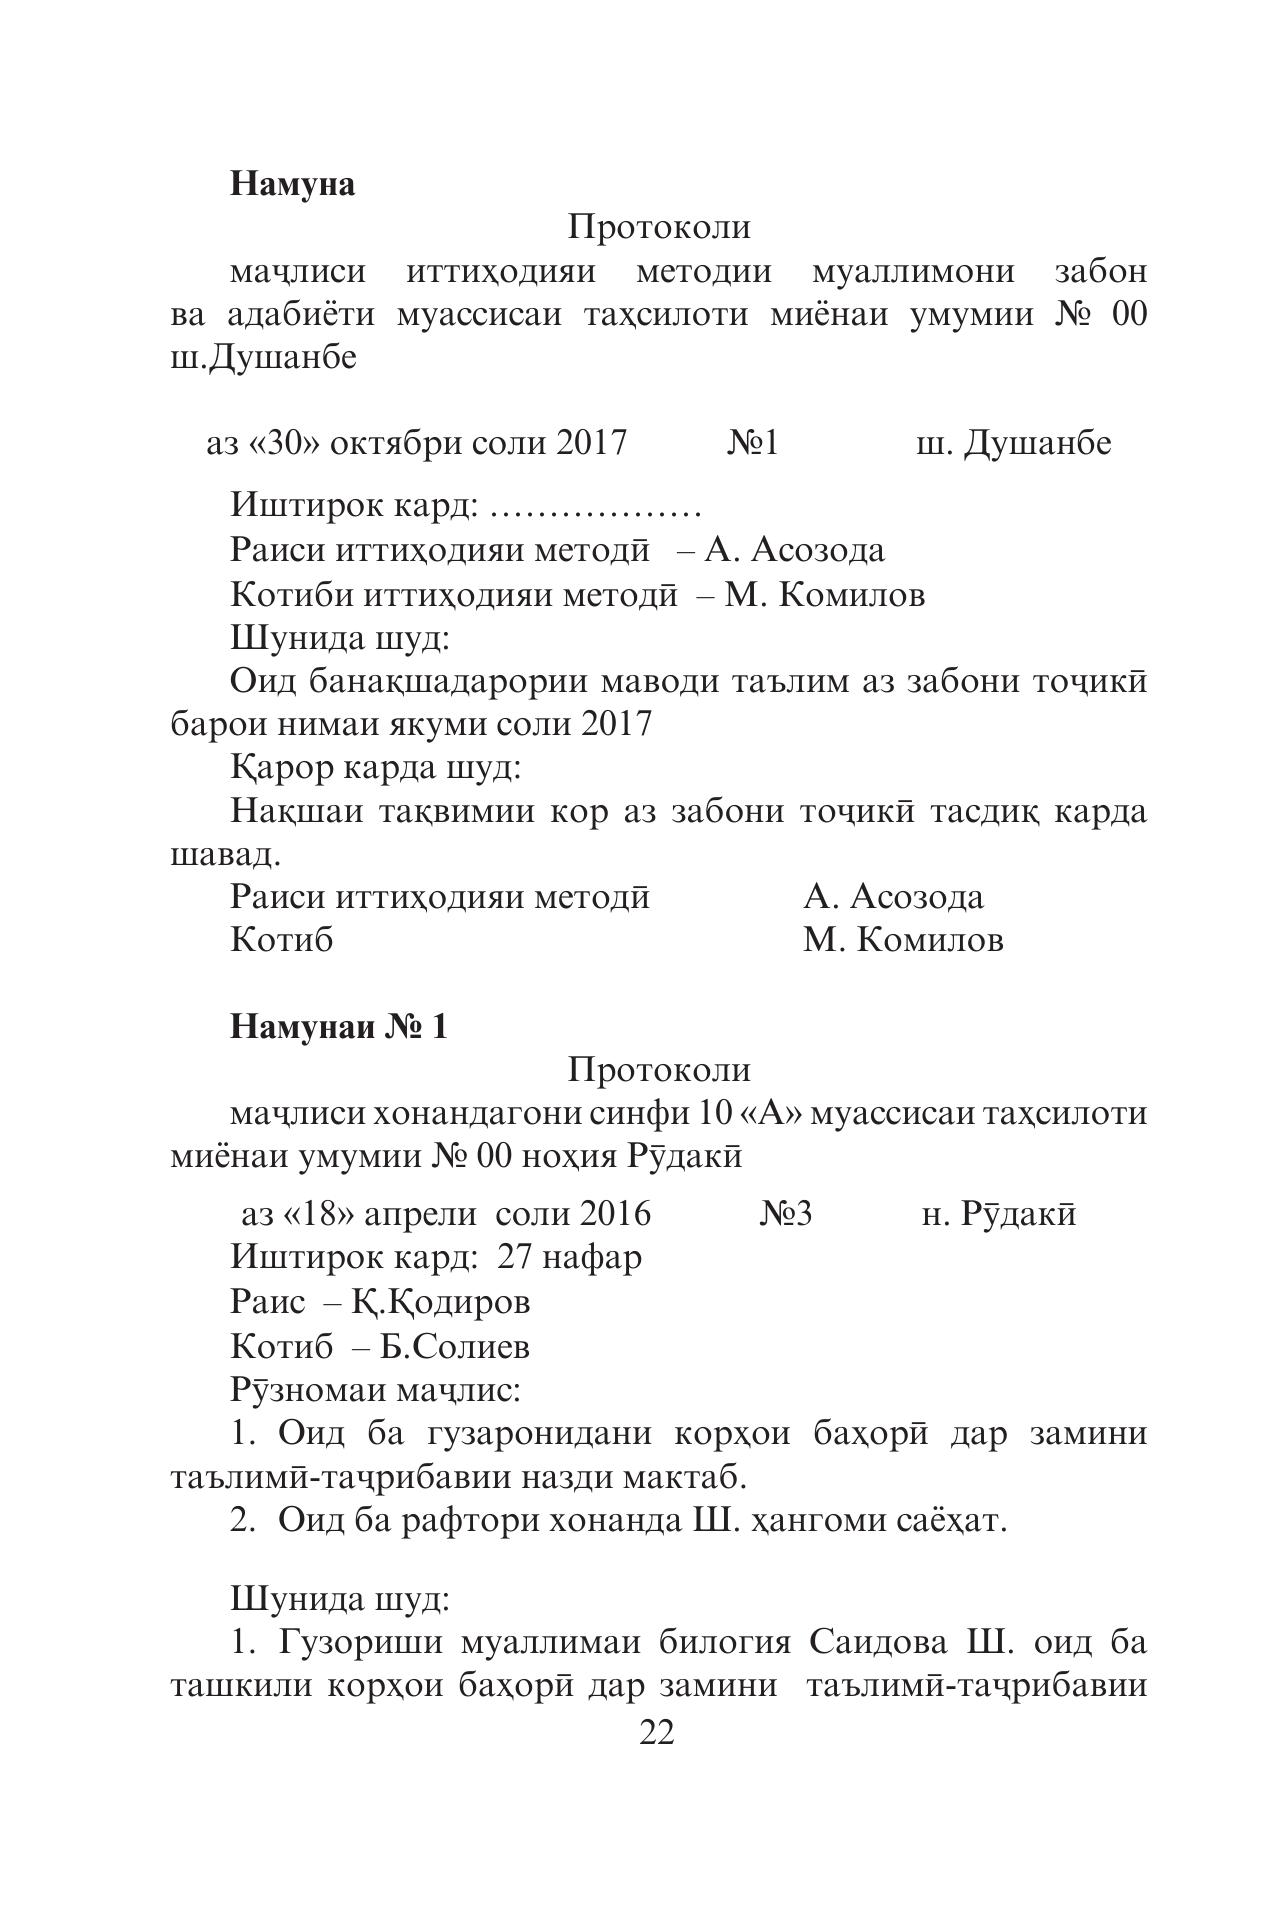 Намуна
Протоколи
маҷлиси иттиҳодияи методии муаллимони забон
ва адабиёти муассисаи таҳсилоти миёнаи умумии № 00
ш.Душанбе
аз «30» октябри соли 2017 №1 ш. Душанбе
Иштирок кард: ………………
Раиси иттиҳодияи методӣ – А. Асозода
Котиби иттиҳодияи методӣ – М. Комилов
Шунида шуд:
Оид банақшадарории маводи таълим аз забони тоҷикӣ
барои нимаи якуми соли 2017
Қарор карда шуд:
Нақшаи тақвимии кор аз забони тоҷикӣ тасдиқ карда
шавад.
Раиси иттиҳодияи методӣ А. Асозода
Котиб М. Комилов
Намунаи № 1
Протоколи
маҷлиси хонандагони синфи 10 «А» муассисаи таҳсилоти
миёнаи умумии № 00 ноҳия Рӯдакӣ
аз «18» апрели соли 2016 №3 н. Рӯдакӣ
Иштирок кард: 27 нафар
Раис – Қ.Қодиров
Котиб – Б.Солиев
Рӯзномаи маҷлис:
1. Оид ба гузаронидани корҳои баҳорӣ дар замини
таълимӣ-таҷрибавии назди мактаб.
2. Оид ба рафтори хонанда Ш. ҳангоми саёҳат.
Шунида шуд:
1. Гузориши муаллимаи билогия Саидова Ш. оид ба
ташкили корҳои баҳорӣ дар замини таълимӣ-таҷрибавии
22